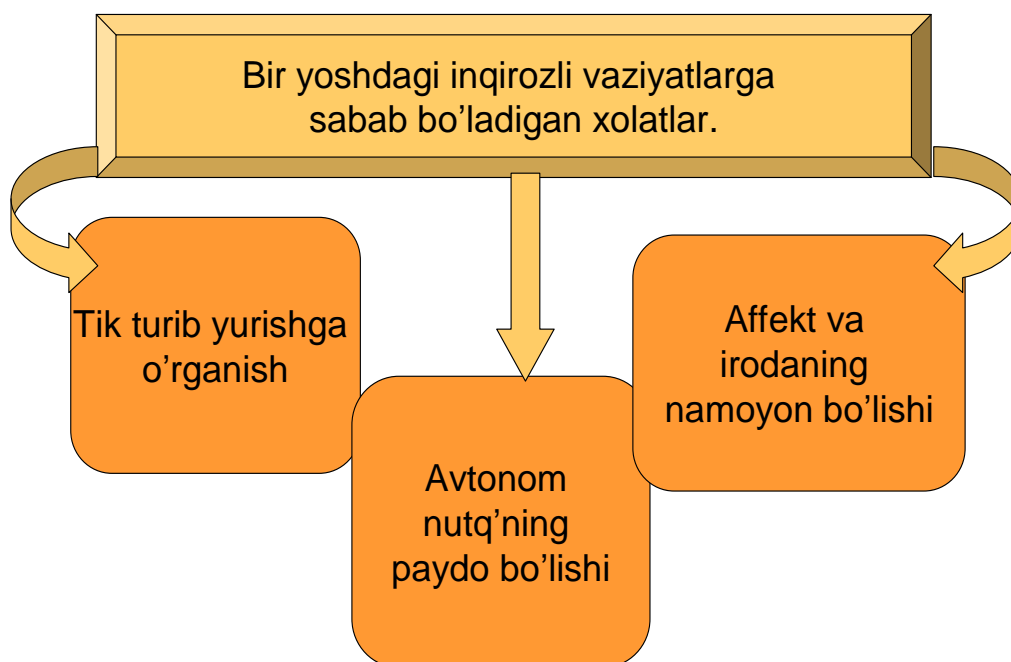 Bir yoshdagi inqirozli vaziyatlarga
sabab bo’ladigan xolatlar.
Tik turib yurishga
o’rganish
Avtonom
nutq’ning
paydo bo’lishi
Affekt va
irodaning
namoyon bo’lishi